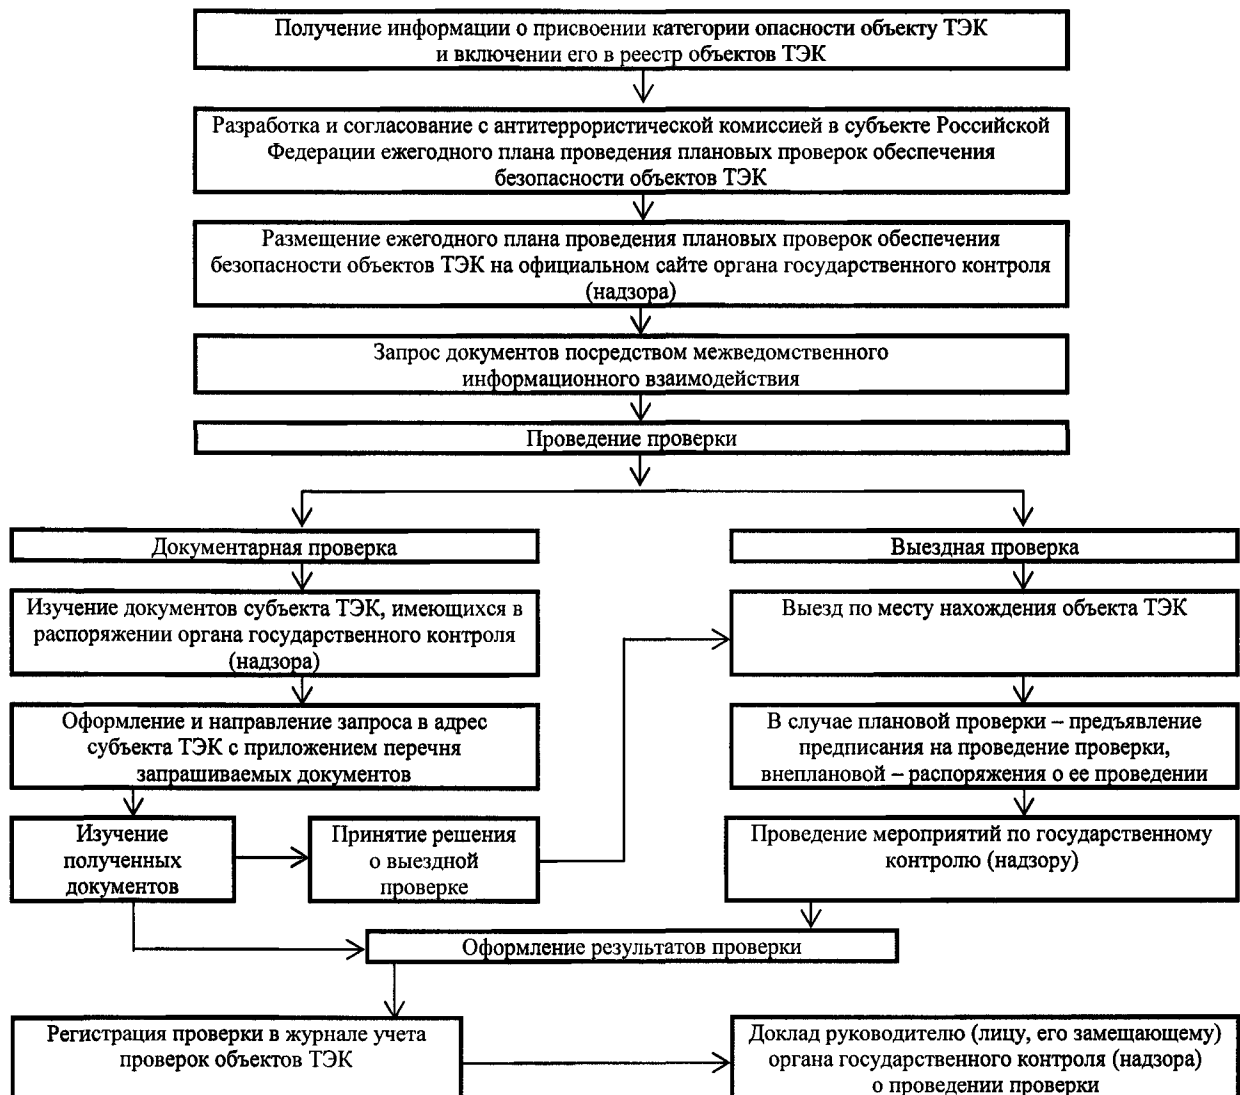 Получение информации о присвоении категории опасности объекту ТЭК
и включении его в реестр объектов ТЭК
Разработка и согласование с антитеррористической комиссией в субъекте Российской
Федерации ежегодного плана проведения плановых проверок обеспечения
безопасности объектов ТЭК
Размещение ежегодного плана проведения плановых проверок обеспечения
безопасности объектов ТЭК на официальном сайте органа государственного контроля
(надзора)
Запрос документов посредством межведомственного
информационного взаимодействия
Проведение проверки
Документарная проверка
Изучение документов субъекта ТЭК, имеющихся в
распоряжении органа государственного контроля
(надзора)
Оформление и направление запроса в адрес
субъекта ТЭК с приложением перечня
запрашиваемых документов
Изучение
полученных
документов
Принятие решения
о выездной
проверке
Выездная проверка
Выезд по месту нахождения объекта ТЭК
В случае плановой проверки – предъявление
предписания на проведение проверки,
внеплановой – распоряжения о ее проведении
Проведение мероприятий по государственному
контролю (надзору)
Оформление результатов проверки
Регистрация проверки в журнале учета
проверок объектов ТЭК
Доклад руководителю (лицу, его замещающему)
органа государственного контроля (надзора)
о проведении проверки